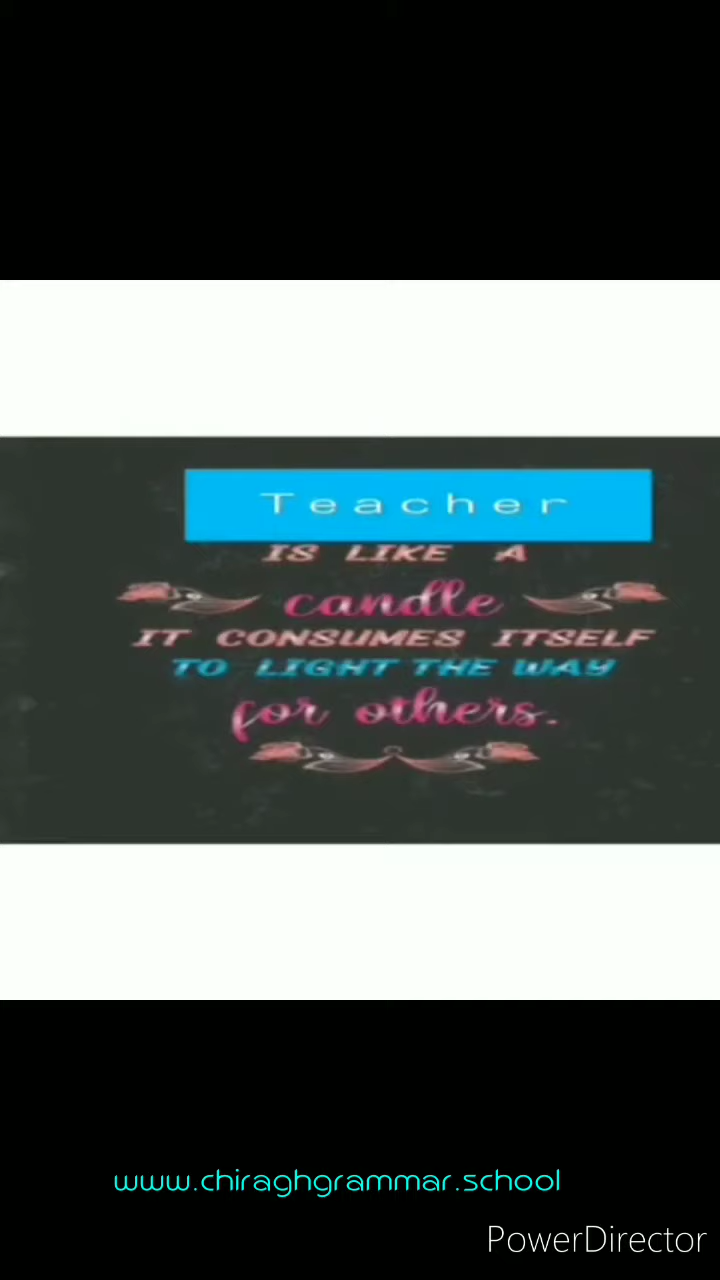 Teacher
IS LIKE A
candle
IT CONSUMES ITSELF
TO LIGHT THE WAY
for others.
www.chiraghgrammar.school
PowerDirector